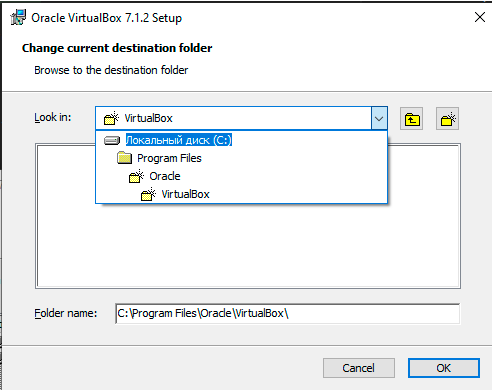 Oracle VirtualBox 7.1.2 Setup
Change current destination folder
Browse to the destination folder
Look in:
VirtualBox
Локальный диск (C:)
Program Files
Oracle
VirtualBox
Folder name:
C:\Program Files\Oracle\VirtualBox\
Cancel
OK